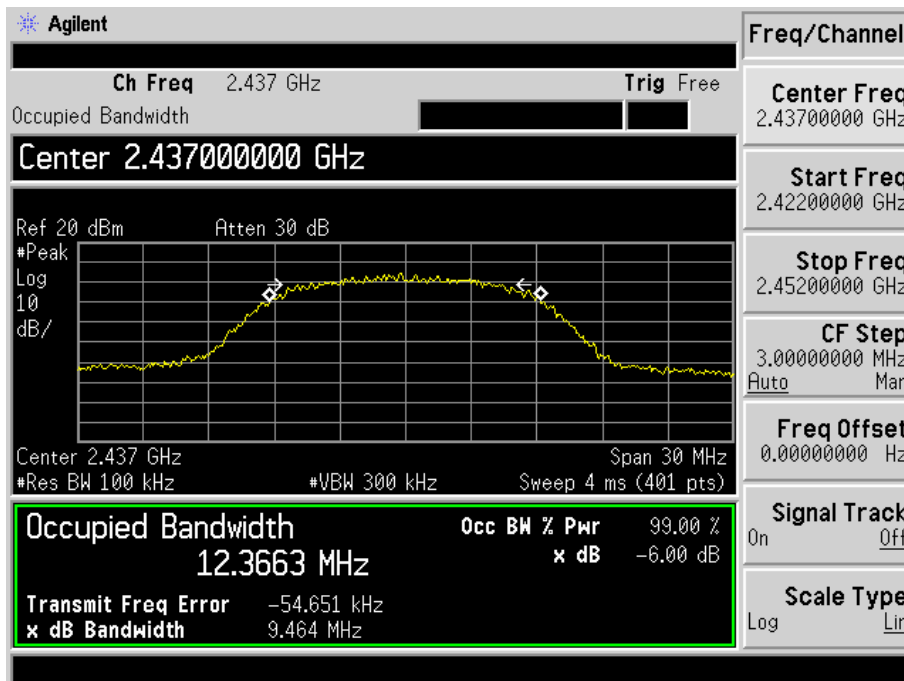 Agilent
Freq/Channel
Ch Freq 2.437 GHz Trig Free
Occupied Bandwidth
Center 2.437000000 GHz
Ref 20 dBm Atten 30 dB
#Peak
Log
10
dB/
Center 2.437 GHz Span 30 MHz
#Res BW 100 kHz #VBW 300 kHz Sweep 4 ms (401 pts)
Occupied Bandwidth
12.3663 MHz
Occ BW % Pwr 99.00 %
x dB -6.00 dB
Transmit Freq Error -54.651 kHz
x dB Bandwidth 9.464 MHz
Center Freq
2.43700000 GHz
Start Freq
2.42200000 GHz
Stop Freq
2.45200000 GHz
CF Step
3.00000000 MHz
Auto Man
Freq Offset
0.00000000 Hz
Signal Track
On Off
Scale Type
Log Lin